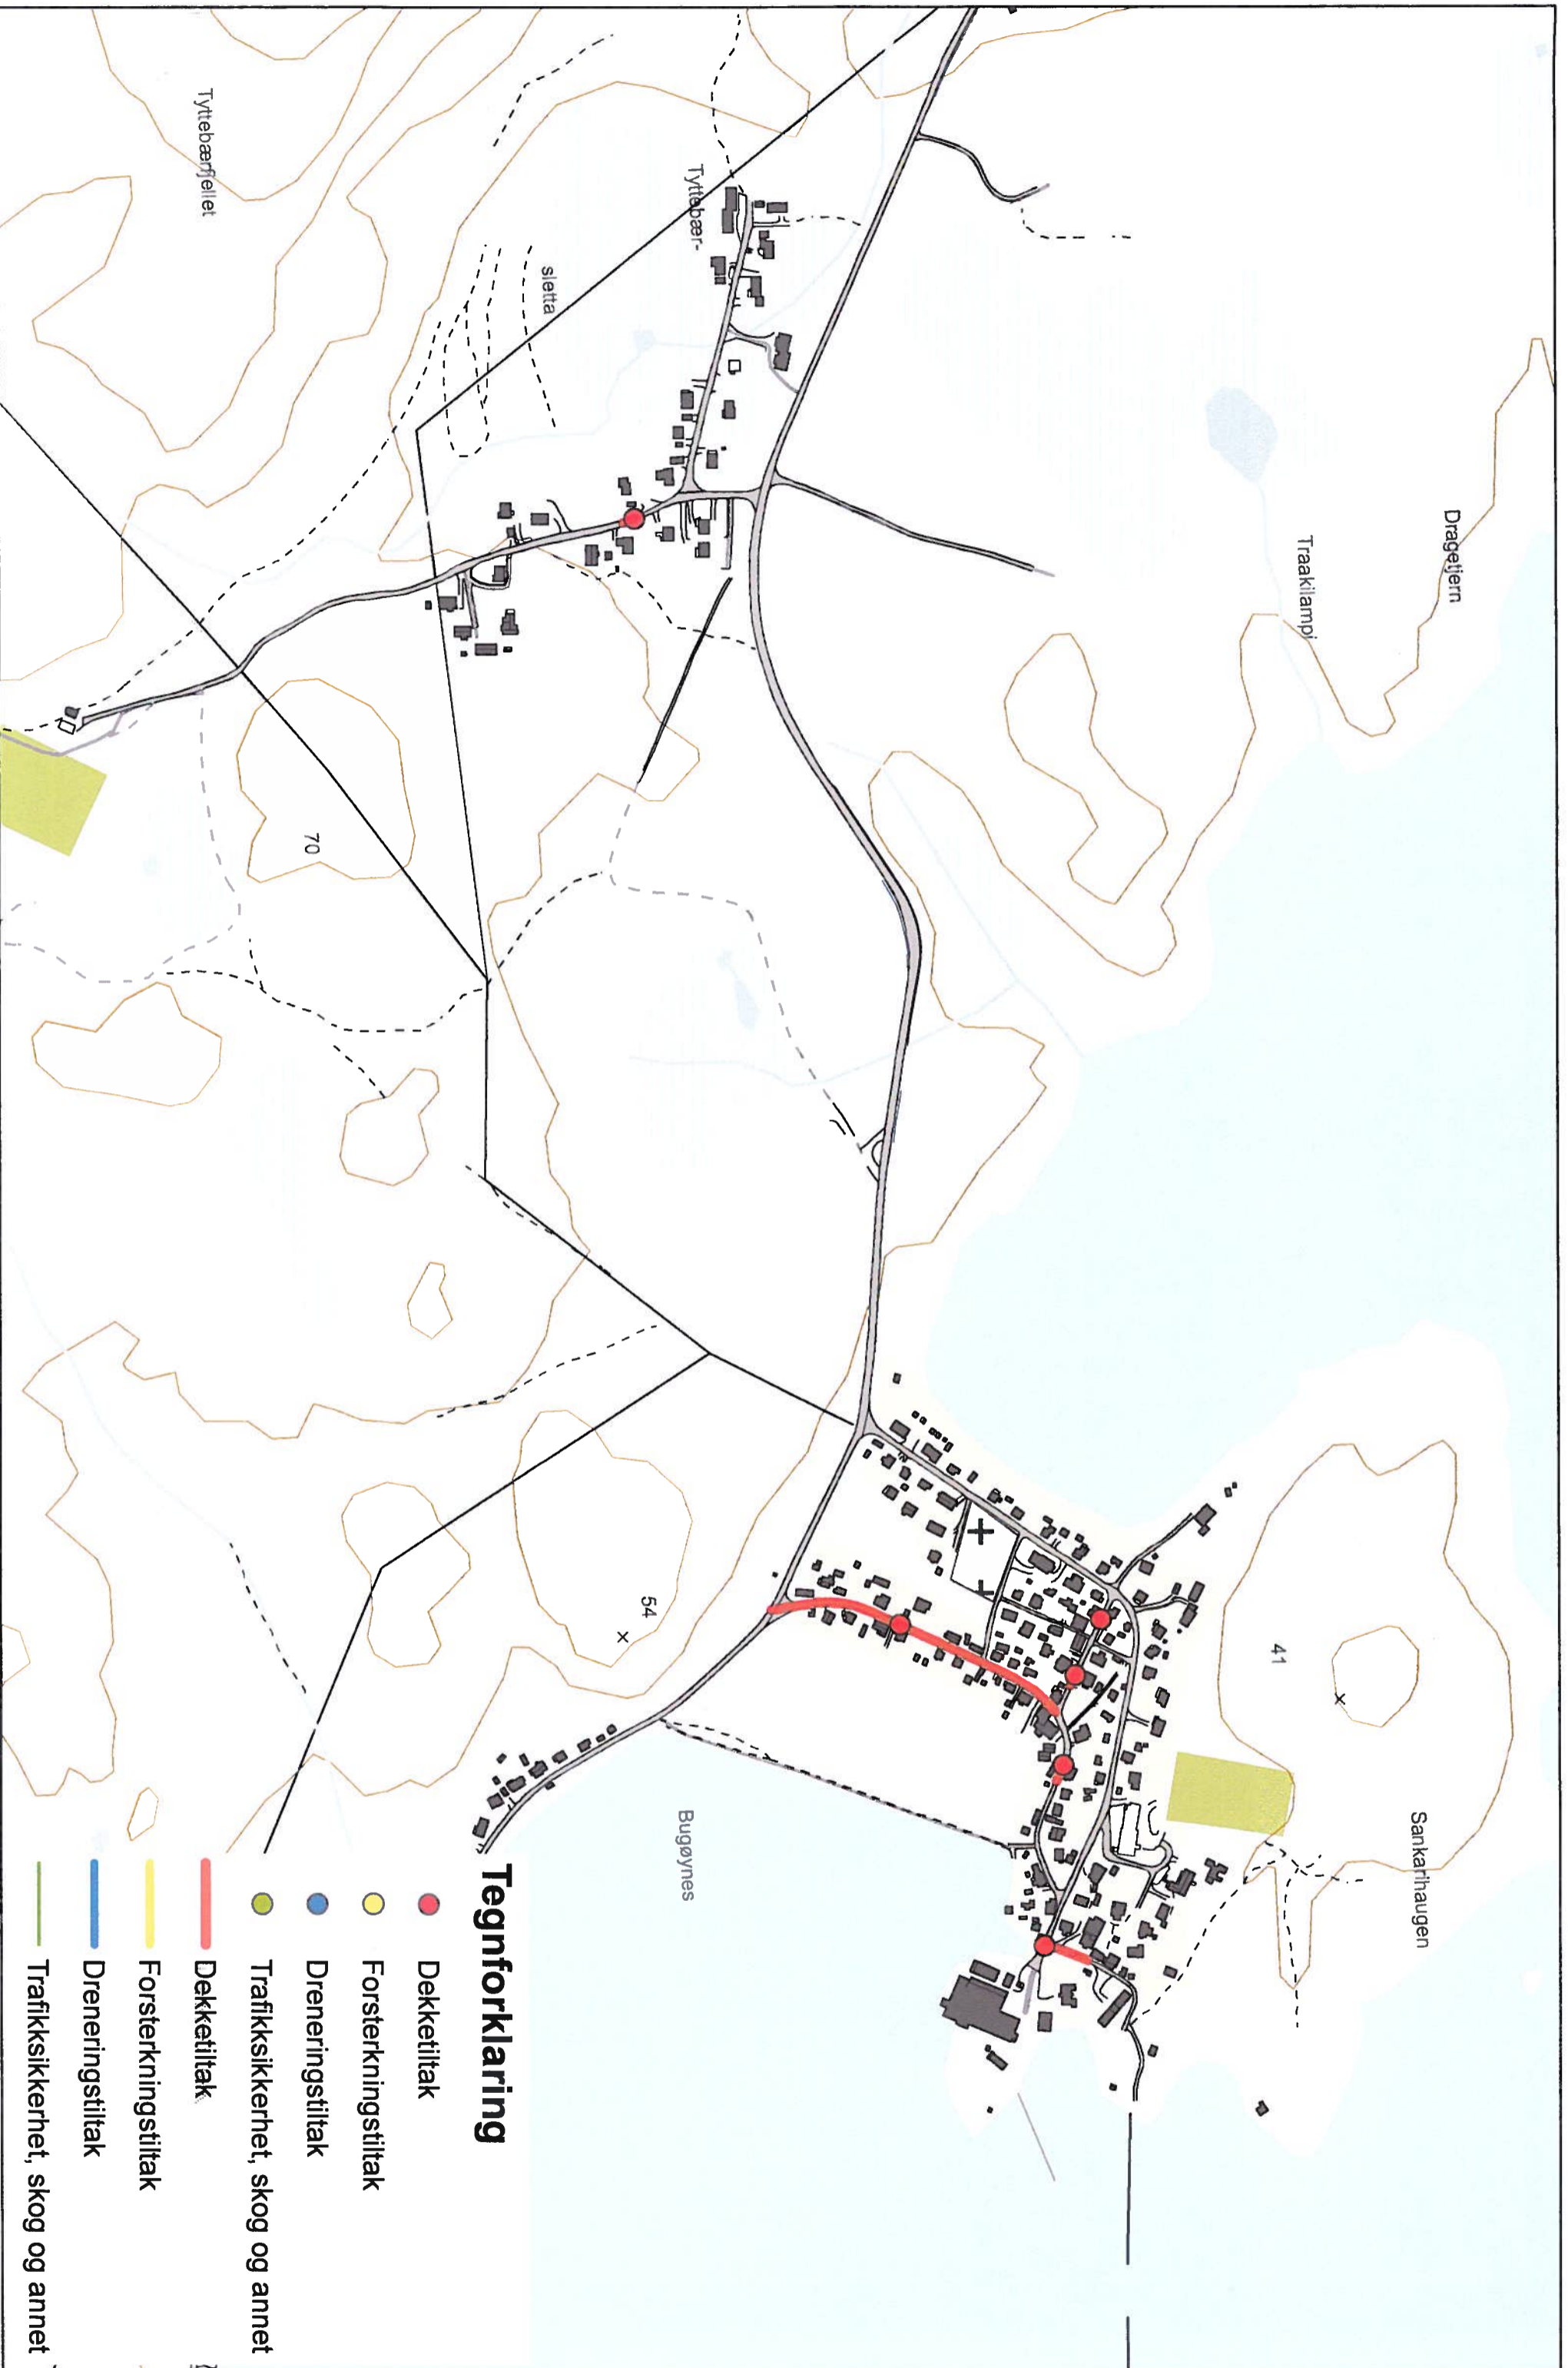 Dragetjern
Traakilampi
Sankarihaugen
41
Tyttebær-
sletta
Tyttebærfjellet
70
54
Bugøynes
Tegnforklaring
Dekketiltak
Forsterkningstiltak
Dreneringstiltak
Trafikksikkerhet, skog og annet
Dekketiltak
Forsterkningstiltak
Dreneringstiltak
Trafikksikkerhet, skog og annet